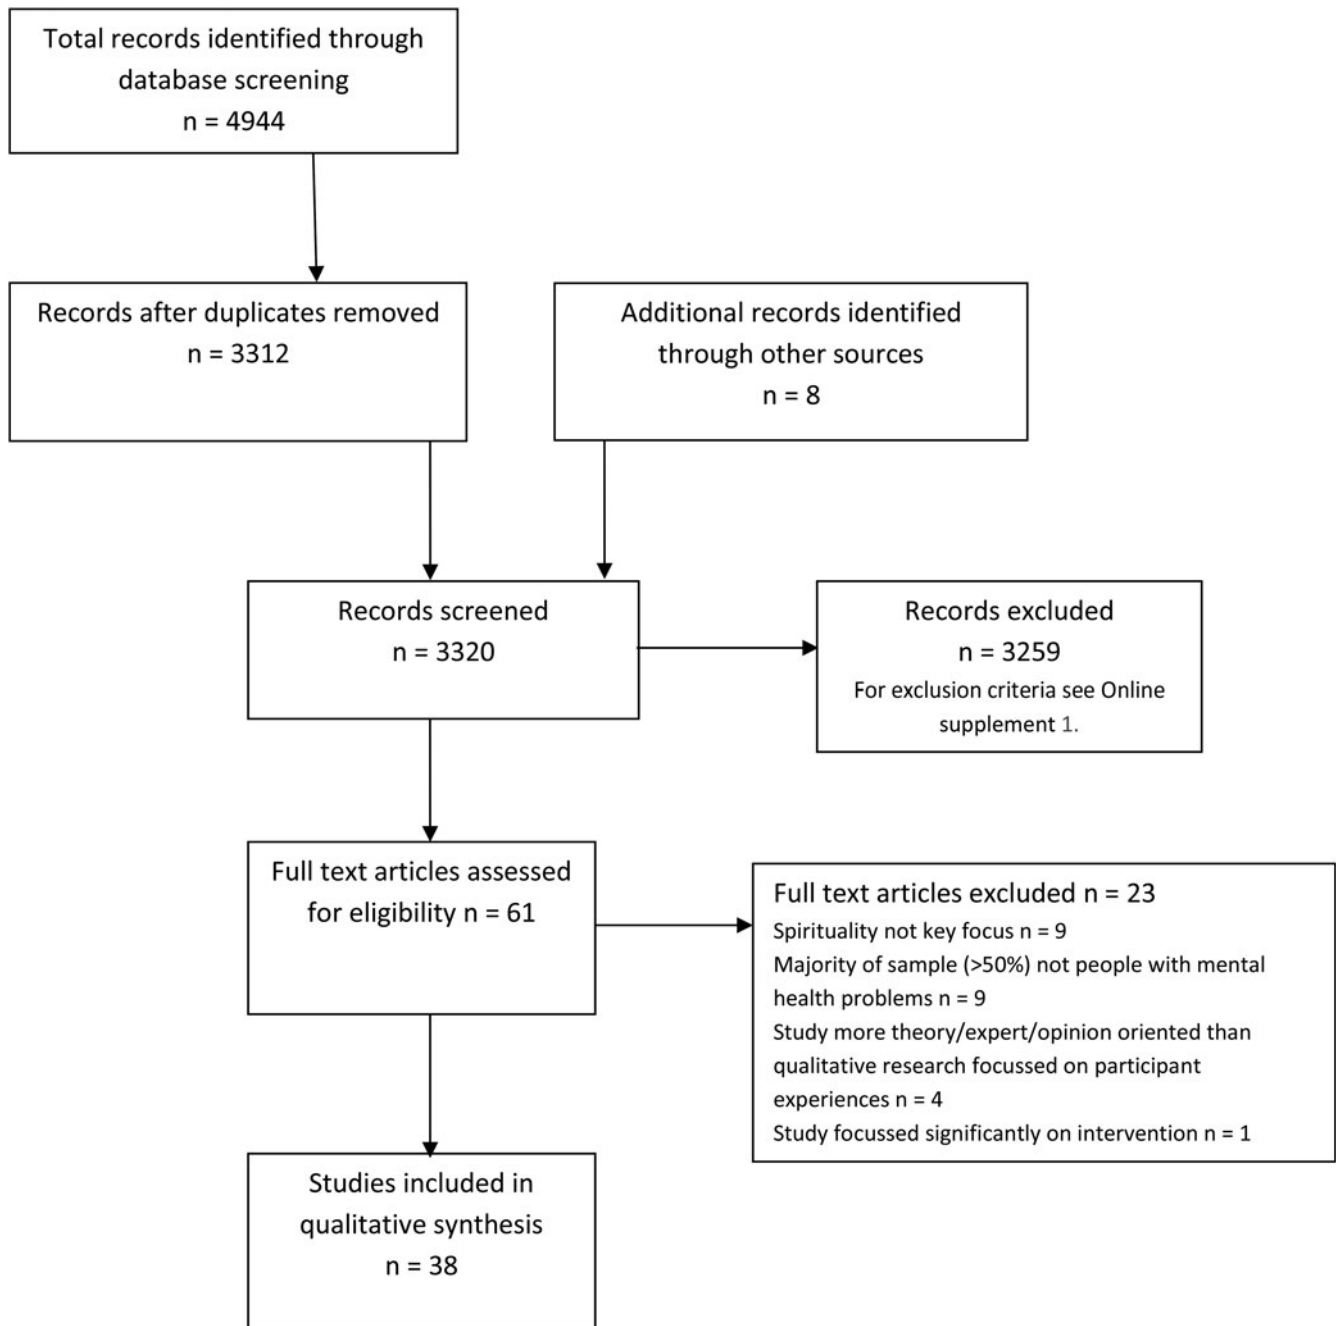 Total records identified through
database screening
n = 4944
Records after duplicates removed
n = 3312
Additional records identified
through other sources
n = 8
Records screened
n = 3320
Records excluded
n = 3259
For exclusion criteria see Online
supplement 1.
Full text articles assessed
for eligibility n = 61
Full text articles excluded n = 23
Spirituality not key focus n = 9
Majority of sample (>50%) not people with mental
health problems n = 9
Study more theory/expert/opinion oriented than
qualitative research focussed on participant
experiences n = 4
Study focussed significantly on intervention n = 1
Studies included in
qualitative synthesis
n = 38